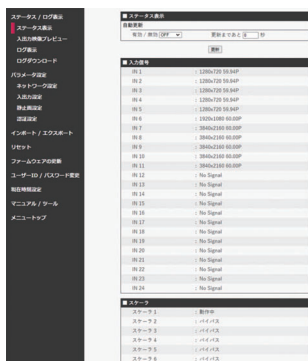 ステータス / ログ表示
ステータス表示
入出力映像プレビュー
ログ表示
ログダウンロード
パラメータ設定
ネットワーク設定
入出力設定
静止画設定
認証設定
インポート / エクスポート
リセット
ファームウェアの更新
ユーザーID / パスワード変更
現在時刻設定
マニュアル / ツール
メニュートップ
■ ステータス表示
自動更新
有効 / 無効 OFF 更新まであと 秒
更新
■ 入力信号
IN 1 : 1280x720 59.94P
IN 2 : 1280x720 59.94P
IN 3 : 1280x720 59.94P
IN 4 : 1280x720 59.94P
IN 5 : 1280x720 59.94P
IN 6 : 1920x1080 60.00P
IN 7 : 3840x2160 60.00P
IN 8 : 3840x2160 60.00P
IN 9 : 3840x2160 60.00P
IN 10 : 3840x2160 60.00P
IN 11 : 3840x2160 60.00P
IN 12 : No Signal
IN 13 : No Signal
IN 14 : No Signal
IN 15 : No Signal
IN 16 : No Signal
IN 17 : No Signal
IN 18 : No Signal
IN 19 : No Signal
IN 20 : No Signal
IN 21 : No Signal
IN 22 : No Signal
IN 23 : No Signal
IN 24 : No Signal
■ スケーラ
スケーラ 1 : 動作中
スケーラ 2 : バイパス
スケーラ 3 : バイパス
スケーラ 4 : バイパス
スケーラ 5 : バイパス
スケーラ 6 : バイパス